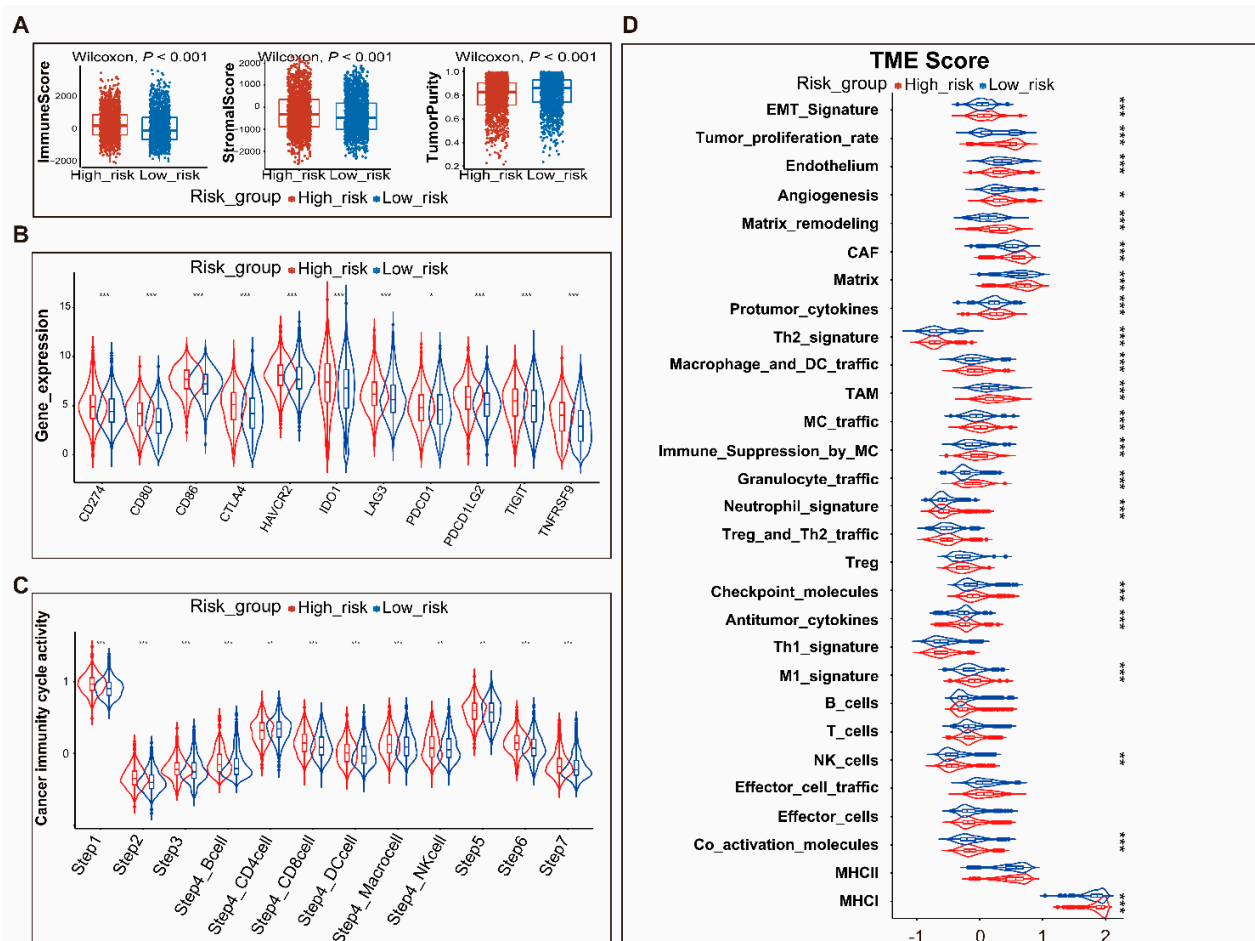 A
Wilcoxon, P < 0.001
Wilcoxon, P < 0.001
Wilcoxon, P < 0.001
ImmuneScore
2000
0
-2000
High_risk Low_risk
StromalScore
2000
1000
0
-1000
-2000
High_risk Low_risk
TumorPurity
1.0
0.8
0.6
0.4
0.2
High_risk Low_risk
Risk_group High_risk Low_risk
B
Risk_group High_risk Low_risk
Gene_expression
15
10
5
0
*** *** *** *** *** *** *** * *** *** ***
CD274
CD80
CD86
CTLA4
HAVCR2
IDO1
LAG3
PDCD1
PDCD1LG2
TIGIT
TNFRSF9
C
Risk_group High_risk Low_risk
Cancer immunity cycle activity
1
0
Step1
Step2
Step3
Step4_Bcell
Step4_CD4cell
Step4_CD8cell
Step4_DCcell
Step4_Macrocell
Step4_NKcell
Step5
Step6
Step7
D
TME Score
Risk_group High_risk Low_risk
EMT_Signature ***
Tumor_proliferation_rate ***
Endothelium ***
Angiogenesis *
Matrix_remodeling ***
CAF ***
Matrix ***
Protumor_cytokines ***
Th2_signature ***
Macrophage_and_DC_traffic ***
TAM ***
MC_traffic ***
Immune_Suppression_by_MC ***
Granulocyte_traffic ***
Neutrophil_signature ***
Treg_and_Th2_traffic
Treg
Checkpoint_molecules ***
Antitumor_cytokines ***
Th1_signature
M1_signature ***
B_cells
T_cells
NK_cells **
Effector_cell_traffic
Effector_cells
Co_activation_molecules ***
MHCII
MHCI ***
-1 0 1 2